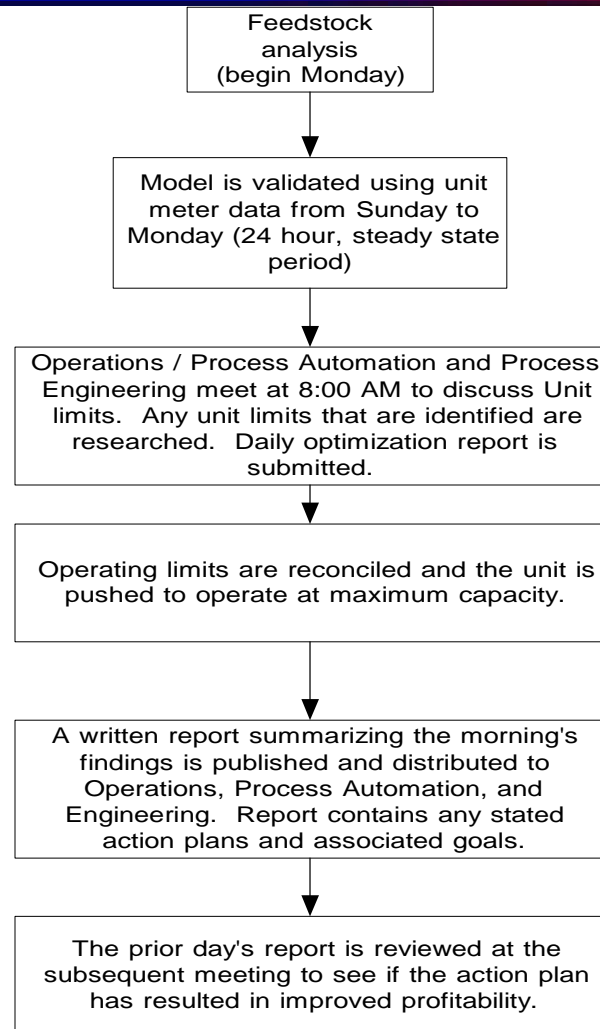 Feedstock
analysis
(begin Monday)
Model is validated using unit
meter data from Sunday to
Monday (24 hour, steady state
period)
Operations / Process Automation and Process
Engineering meet at 8:00 AM to discuss Unit
limits.  Any unit limits that are identified are
researched.  Daily optimization report is
submitted.
Operating limits are reconciled and the unit is
pushed to operate at maximum capacity.
A written report summarizing the morning's
findings is published and distributed to
Operations, Process Automation, and
Engineering.  Report contains any stated
action plans and associated goals.
The prior day's report is reviewed at the
subsequent meeting to see if the action plan
has resulted in improved profitability.